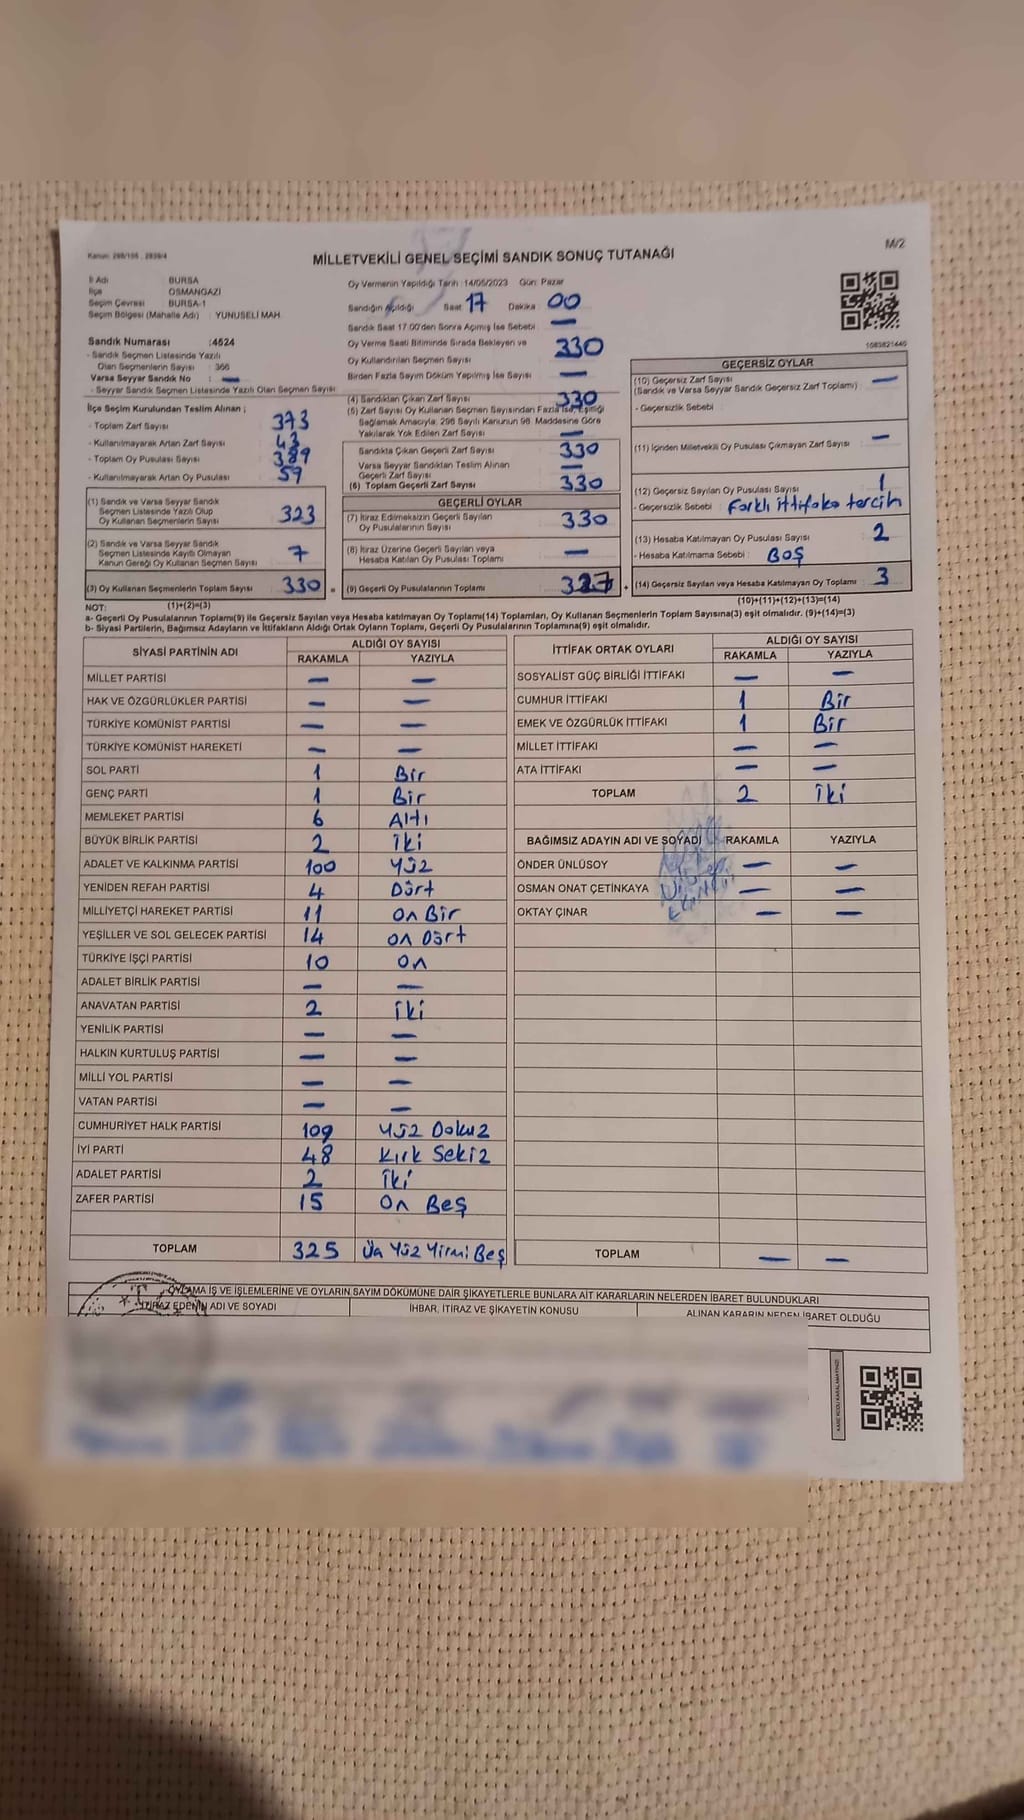 Kanun: 298/105 , 2839/4
M/2
MİLLETVEKİLİ GENEL SEÇİMİ SANDIK SONUÇ TUTANAĞI
İl Adı BURSA
İlçe OSMANGAZİ
Seçim Çevresi BURSA-1
Seçim Bölgesi (Mahalle Adı) : YUNUSELİ MAH
Sandık Numarası :4524
- Sandık Seçmen Listesinde Yazılı
Olan Seçmenlerin Sayısı : 366
Varsa Seyyar Sandık No : —
- Seyyar Sandık Seçmen Listesinde Yazılı Olan Seçmen Sayısı
İlçe Seçim Kurulundan Teslim Alınan ;
- Toplam Zarf Sayısı 373
- Kullanılmayarak Artan Zarf Sayısı 43
- Toplam Oy Pusulası Sayısı 389
- Kullanılmayarak Artan Oy Pusulası 59
(1) Sandık ve Varsa Seyyar Sandık
Seçmen Listesinde Yazılı Olup
Oy Kullanan Seçmenlerin Sayısı 323
(2) Sandık ve Varsa Seyyar Sandık
Seçmen Listesinde Kayıtlı Olmayan
Kanun Gereği Oy Kullanan Seçmen Sayısı 7
(3) Oy Kullanan Seçmenlerin Toplam Sayısı 330
(1)+(2)=(3)
Oy Vermenin Yapıldığı Tarih :14/05/2023 Gün: Pazar
Sandığın Açıldığı Saat 17 Dakika : 00
Sandık Saat 17:00'den Sonra Açılmış İse Sebebi : —
Oy Verme Saati Bitiminde Sırada Bekleyen ve
Oy Kullandırılan Seçmen Sayısı : 330
Birden Fazla Sayım Döküm Yapılmış İse Sayısı : —
(4) Sandıktan Çıkan Zarf Sayısı 330
(5) Zarf Sayısı Oy Kullanan Seçmen Sayısından Fazla ise, Eşitliği
Sağlamak Amacıyla, 298 Sayılı Kanunun 98. Maddesine Göre
Yakılarak Yok Edilen Zarf Sayısı —
Sandıkta Çıkan Geçerli Zarf Sayısı 330
Varsa Seyyar Sandıktan Teslim Alınan
Geçerli Zarf Sayısı —
(6) Toplam Geçerli Zarf Sayısı 330
GEÇERLİ OYLAR
(7) İtiraz Edilmeksizin Geçerli Sayılan
Oy Pusulalarının Sayısı 330
(8) İtiraz Üzerine Geçerli Sayılan veya
Hesaba Katılan Oy Pusulası Toplamı —
= (9) Geçerli Oy Pusulalarının Toplamı 327 +
1083821440
GEÇERSİZ OYLAR
(10) Geçersiz Zarf Sayısı —
(Sandık ve Varsa Seyyar Sandık Geçersiz Zarf Toplamı)
- Geçersizlik Sebebi :
(11) İçinden Milletvekili Oy Pusulası Çıkmayan Zarf Sayısı —
(12) Geçersiz Sayılan Oy Pusulası Sayısı 1
- Geçersizlik Sebebi : Farklı ittifaka tercih
(13) Hesaba Katılmayan Oy Pusulası Sayısı 2
- Hesaba Katılmama Sebebi : BOŞ
(14) Geçersiz Sayılan veya Hesaba Katılmayan Oy Toplamı 3
(10)+(11)+(12)+(13)=(14)
NOT:
a- Geçerli Oy Pusulalarının Toplamı(9) ile Geçersiz Sayılan veya Hesaba katılmayan Oy Toplamı(14) Toplamları, Oy Kullanan Seçmenlerin Toplam Sayısına(3) eşit olmalıdır. (9)+(14)=(3)
b- Siyasi Partilerin, Bağımsız Adayların ve İttifakların Aldığı Ortak Oyların Toplamı, Geçerli Oy Pusulalarının Toplamına(9) eşit olmalıdır.
SİYASİ PARTİNİN ADI ALDIĞI OY SAYISI
RAKAMLA YAZIYLA
MİLLET PARTİSİ — —
HAK VE ÖZGÜRLÜKLER PARTİSİ — —
TÜRKİYE KOMÜNİST PARTİSİ — —
TÜRKİYE KOMÜNİST HAREKETİ — —
SOL PARTİ 1 Bir
GENÇ PARTİ 1 Bir
MEMLEKET PARTİSİ 6 Altı
BÜYÜK BİRLİK PARTİSİ 2 İki
ADALET VE KALKINMA PARTİSİ 100 Yüz
YENİDEN REFAH PARTİSİ 4 Dört
MİLLİYETÇİ HAREKET PARTİSİ 11 On Bir
YEŞİLLER VE SOL GELECEK PARTİSİ 14 On Dört
TÜRKİYE İŞÇİ PARTİSİ 10 On
ADALET BİRLİK PARTİSİ — —
ANAVATAN PARTİSİ 2 İki
YENİLİK PARTİSİ — —
HALKIN KURTULUŞ PARTİSİ — —
MİLLİ YOL PARTİSİ — —
VATAN PARTİSİ — —
CUMHURİYET HALK PARTİSİ 109 Yüz Dokuz
İYİ PARTİ 48 Kırk Sekiz
ADALET PARTİSİ 2 İki
ZAFER PARTİSİ 15 On Beş
TOPLAM 325 Üç Yüz Yirmi Beş
İTTİFAK ORTAK OYLARI ALDIĞI OY SAYISI
RAKAMLA YAZIYLA
SOSYALİST GÜÇ BİRLİĞİ İTTİFAKI — —
CUMHUR İTTİFAKI 1 Bir
EMEK VE ÖZGÜRLÜK İTTİFAKI 1 Bir
MİLLET İTTİFAKI — —
ATA İTTİFAKI — —
TOPLAM 2 İki
BAĞIMSIZ ADAYIN ADI VE SOYADI RAKAMLA YAZIYLA
ÖNDER ÜNLÜSOY — —
OSMAN ONAT ÇETİNKAYA — —
OKTAY ÇINAR — —
TOPLAM — —
OYLAMA İŞ VE İŞLEMLERİNE VE OYLARIN SAYIM DÖKÜMÜNE DAİR ŞİKAYETLERLE BUNLARA AİT KARARLARIN NELERDEN İBARET BULUNDUKLARI
İTİRAZ EDENİN ADI VE SOYADI İHBAR, İTİRAZ VE ŞİKAYETİN KONUSU ALINAN KARARIN NEDEN İBARET OLDUĞU
KARE KODU KARALAMAYINIZ!